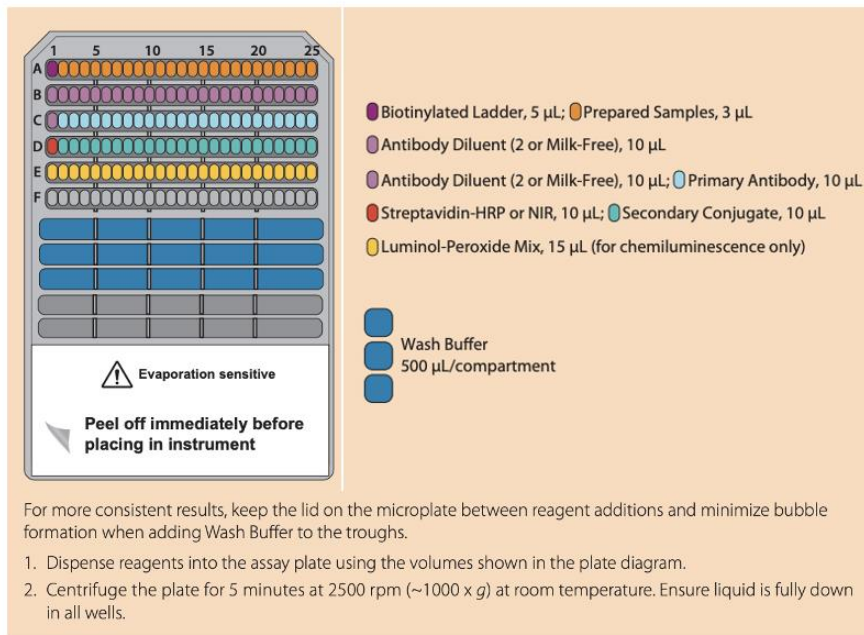 1 5 10 15 20 25
A
B
C
D
E
F
Biotinylated Ladder, 5 µL; Prepared Samples, 3 µL
Antibody Diluent (2 or Milk-Free), 10 µL
Antibody Diluent (2 or Milk-Free), 10 µL; Primary Antibody, 10 µL
Streptavidin-HRP or NIR, 10 µL; Secondary Conjugate, 10 µL
Luminol-Peroxide Mix, 15 µL (for chemiluminescence only)
Wash Buffer
500 µL/compartment
Evaporation sensitive
Peel off immediately before
placing in instrument
For more consistent results, keep the lid on the microplate between reagent additions and minimize bubble
formation when adding Wash Buffer to the troughs.
1. Dispense reagents into the assay plate using the volumes shown in the plate diagram.
2. Centrifuge the plate for 5 minutes at 2500 rpm (~1000 x g) at room temperature. Ensure liquid is fully down
in all wells.